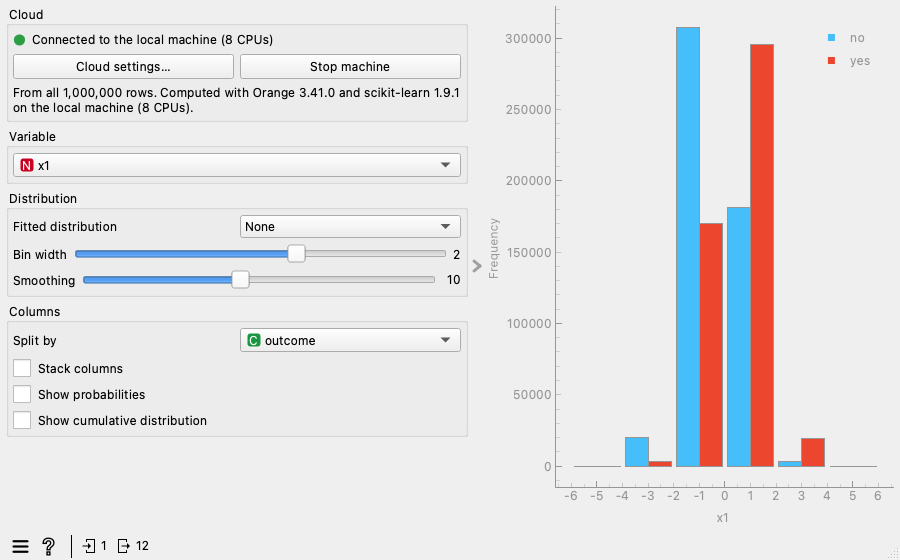 Cloud
Connected to the local machine (8 CPUs)
Cloud settings...
Stop machine
From all 1,000,000 rows. Computed with Orange 3.41.0 and scikit-learn 1.9.1
on the local machine (8 CPUs).
Variable
N x1
Distribution
Fitted distribution
None
Bin width
2
Smoothing
10
Columns
Split by
C outcome
Stack columns
Show probabilities
Show cumulative distribution
? 1 12
no
yes
Frequency
300000
250000
200000
150000
100000
50000
0
-6 -5 -4 -3 -2 -1 0 1 2 3 4 5 6
x1